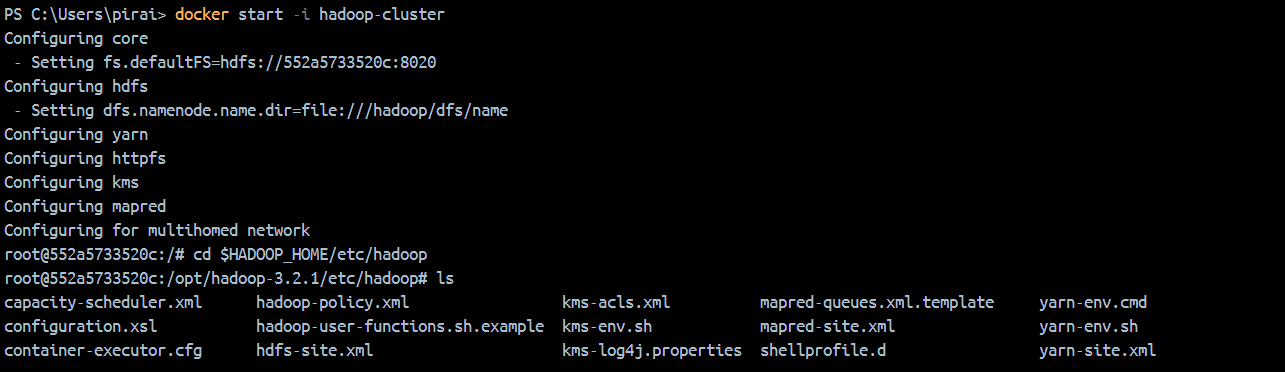 PS C:\Users\pirai> docker start -i hadoop-cluster
Configuring core
 - Setting fs.defaultFS=hdfs://552a5733520c:8020
Configuring hdfs
 - Setting dfs.namenode.name.dir=file:///hadoop/dfs/name
Configuring yarn
Configuring httpfs
Configuring kms
Configuring mapred
Configuring for multihomed network
root@552a5733520c:/# cd $HADOOP_HOME/etc/hadoop
root@552a5733520c:/opt/hadoop-3.2.1/etc/hadoop# ls
capacity-scheduler.xml      hadoop-policy.xml                 kms-acls.xml          mapred-queues.xml.template     yarn-env.cmd
configuration.xsl           hadoop-user-functions.sh.example  kms-env.sh            mapred-site.xml                yarn-env.sh
container-executor.cfg      hdfs-site.xml                     kms-log4j.properties  shellprofile.d                 yarn-site.xml